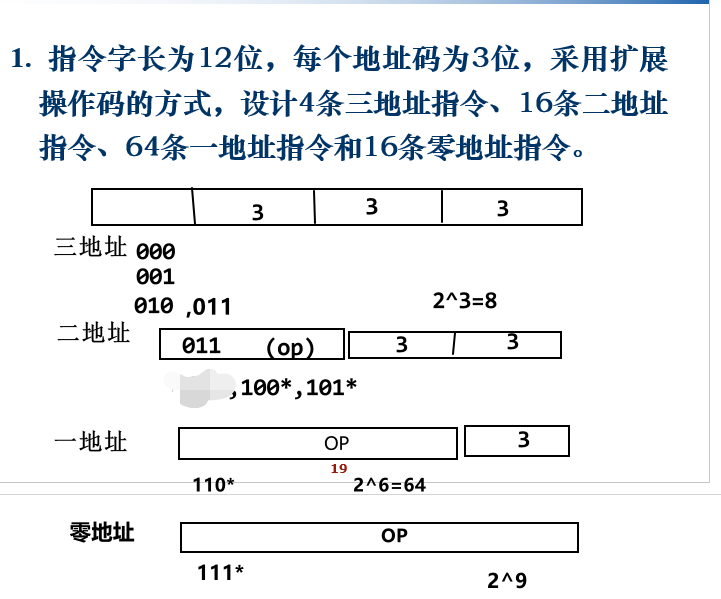 1. 指令字长为12位，每个地址码为3位，采用扩展
操作码的方式，设计4条三地址指令、16条二地址
指令、64条一地址指令和16条零地址指令。
3 3 3
三地址 000
001
010 ,011 2^3=8
二地址 011 (op) 3 3
,100*,101*
一地址 OP 3
19
110* 2^6=64
零地址 OP
111* 2^9